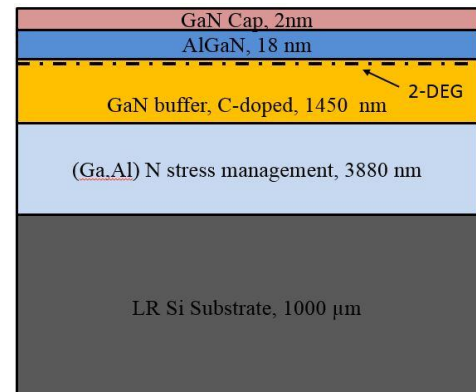 GaN Cap, 2nm
AlGaN, 18 nm
2-DEG
GaN buffer, C-doped, 1450 nm
(Ga,Al) N stress management, 3880 nm
LR Si Substrate, 1000 µm